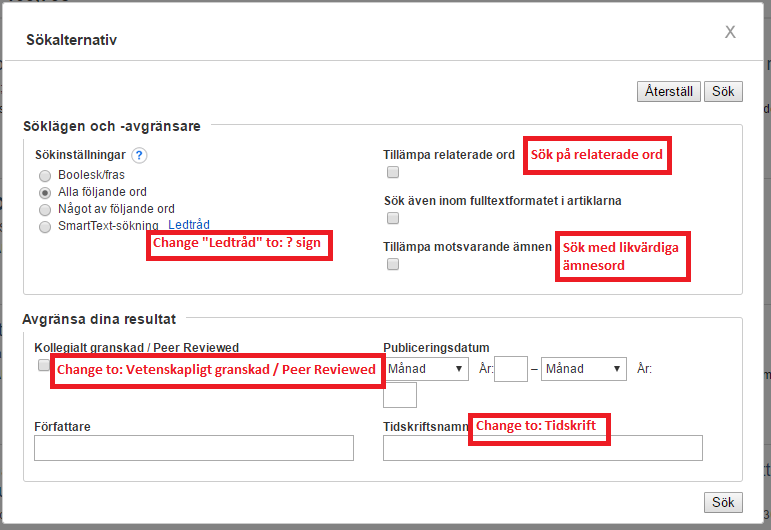 Sökalternativ X
Återställ Sök
Söklägen och -avgränsare
Sökinställningar ?
Boolesk/fras
Alla följande ord
Något av följande ord
SmartText-sökning Ledtråd
Change "Ledtråd" to: ? sign
Tillämpa relaterade ord Sök på relaterade ord
Sök även inom fulltextformatet i artiklarna
Tillämpa motsvarande ämnen Sök med likvärdiga
ämnesord
Avgränsa dina resultat
Kollegialt granskad / Peer Reviewed
Change to: Vetenskapligt granskad / Peer Reviewed
Publiceringsdatum
Månad År: – Månad År:
Författare
Tidskriftsnamn Change to: Tidskrift
Sök